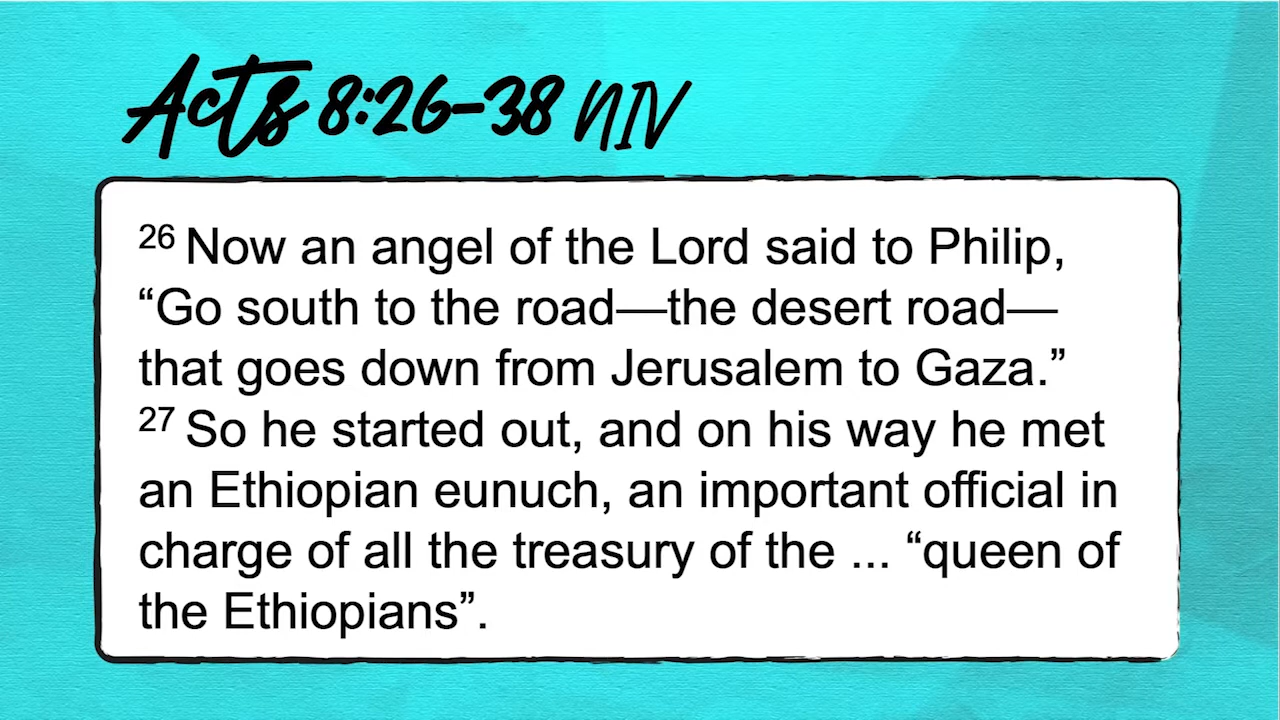 Acts 8:26-38 NIV
26 Now an angel of the Lord said to Philip,
“Go south to the road—the desert road—
that goes down from Jerusalem to Gaza.”
27 So he started out, and on his way he met
an Ethiopian eunuch, an important official in
charge of all the treasury of the ... “queen of
the Ethiopians”.